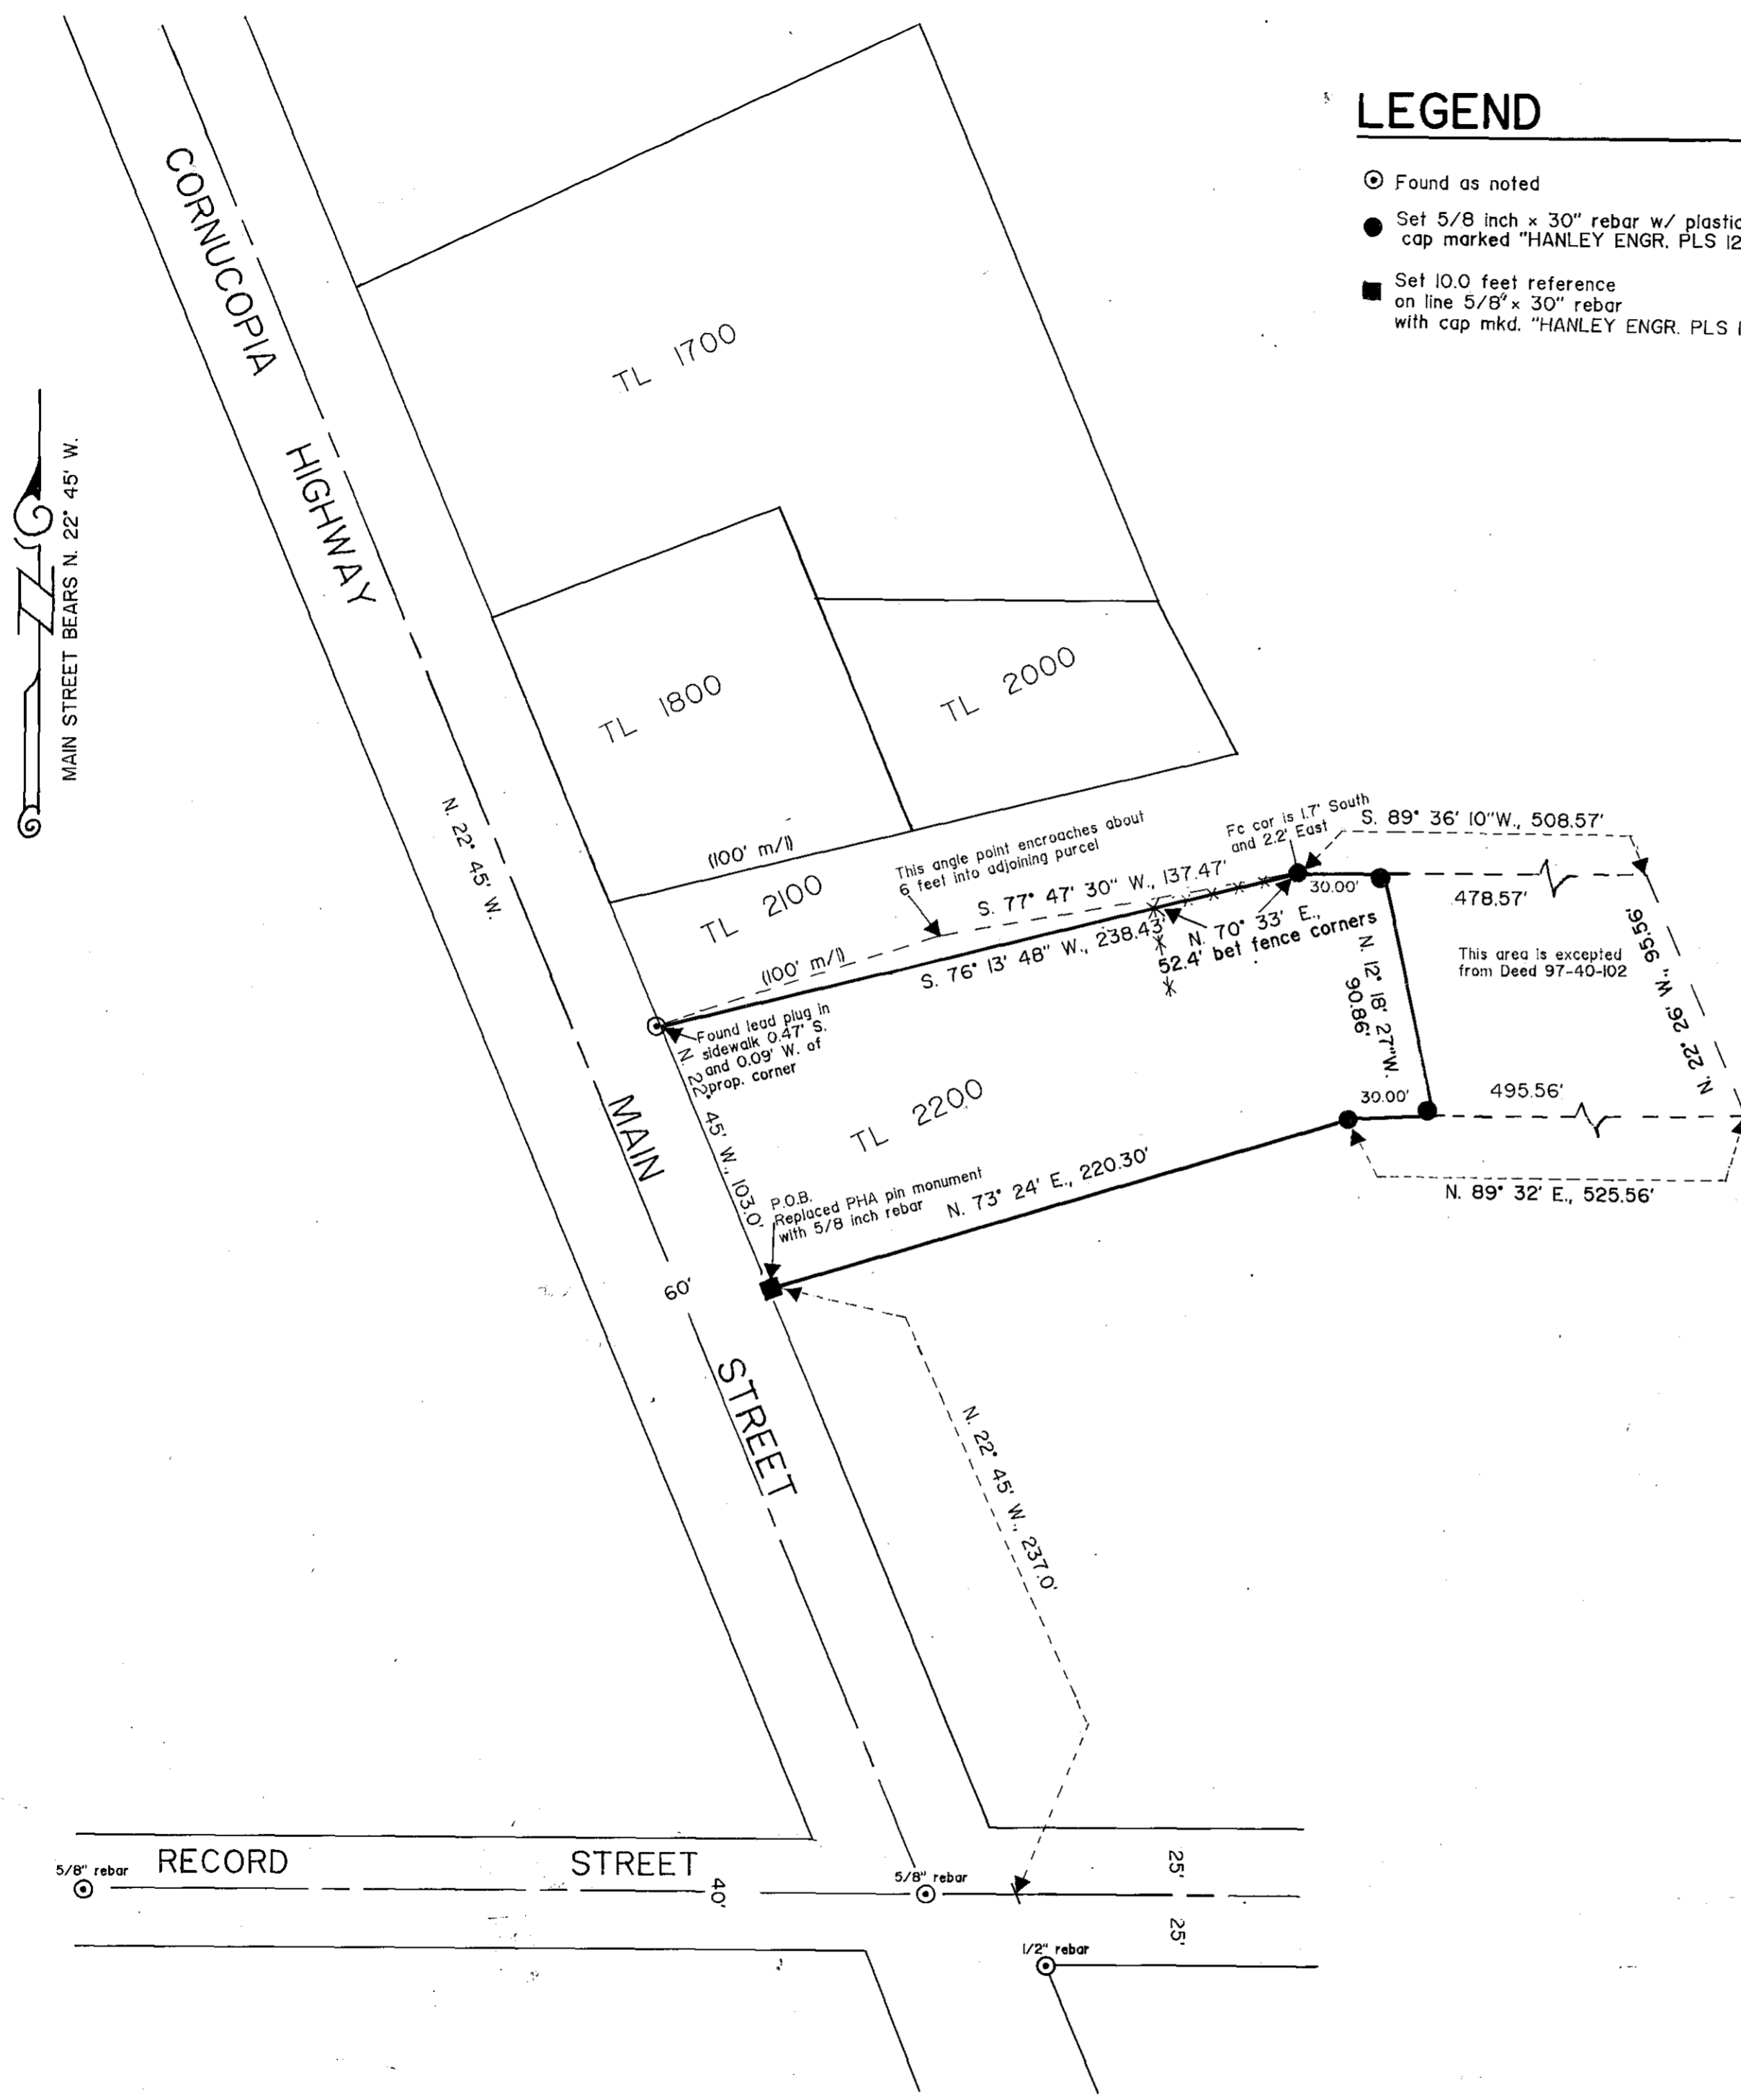 LEGEND
Found as noted
Set 5/8 inch x 30" rebar w/ plastic
cap marked "HANLEY ENGR. PLS 12
Set 10.0 feet reference
on line 5/8" x 30" rebar
with cap mkd. "HANLEY ENGR. PLS
CORNUCOPIA HIGHWAY
MAIN STREET BEARS N. 22° 45' W.
TL 1700
TL 1800
TL 2000
N. 22° 45' W.
(100' m/l)
TL 2100
This angle point encroaches about
6 feet into adjoining parcel
Fc cor is 1.7' South
and 2.2' East
S. 89° 36' 10"W., 508.57'
S. 77° 47' 30" W., 137.47'
30.00'
478.57'
(100' m/l)
S. 76° 13' 48" W., 238.43'
N. 70° 33' E.,
52.4' bet fence corners
This area is excepted
from Deed 97-40-102
N. 22° 26' W., 95.56'
N. 12° 18' 27"W.
90.86'
Found lead plug in
sidewalk 0.47' S.
and 0.09' W. of
prop. corner
N. 22° 45' W., 103.0'
TL 2200
30.00'
495.56'
N. 89° 32' E., 525.56'
N. 73° 24' E., 220.30'
P.O.B.
Replaced PHA pin monument
with 5/8 inch rebar
MAIN STREET
60'
N. 22° 45' W., 237.0'
5/8" rebar
RECORD STREET
40'
5/8" rebar
25'
25'
1/2" rebar